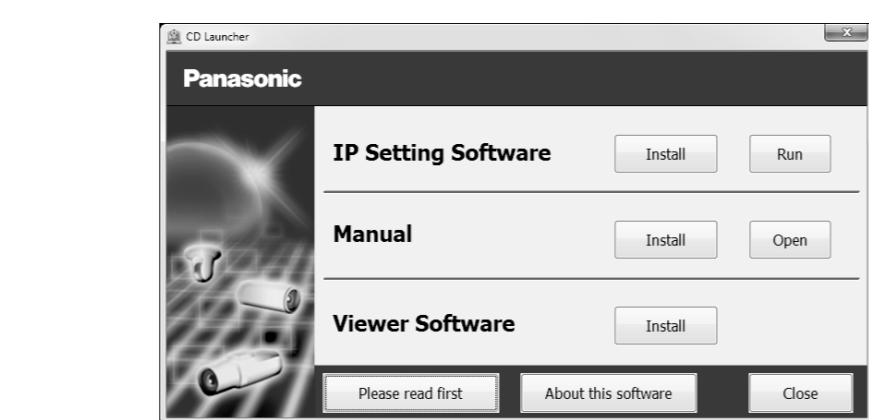 CD Launcher
x
Panasonic
IP Setting Software Install Run
Manual Install Open
Viewer Software Install
Please read first About this software Close